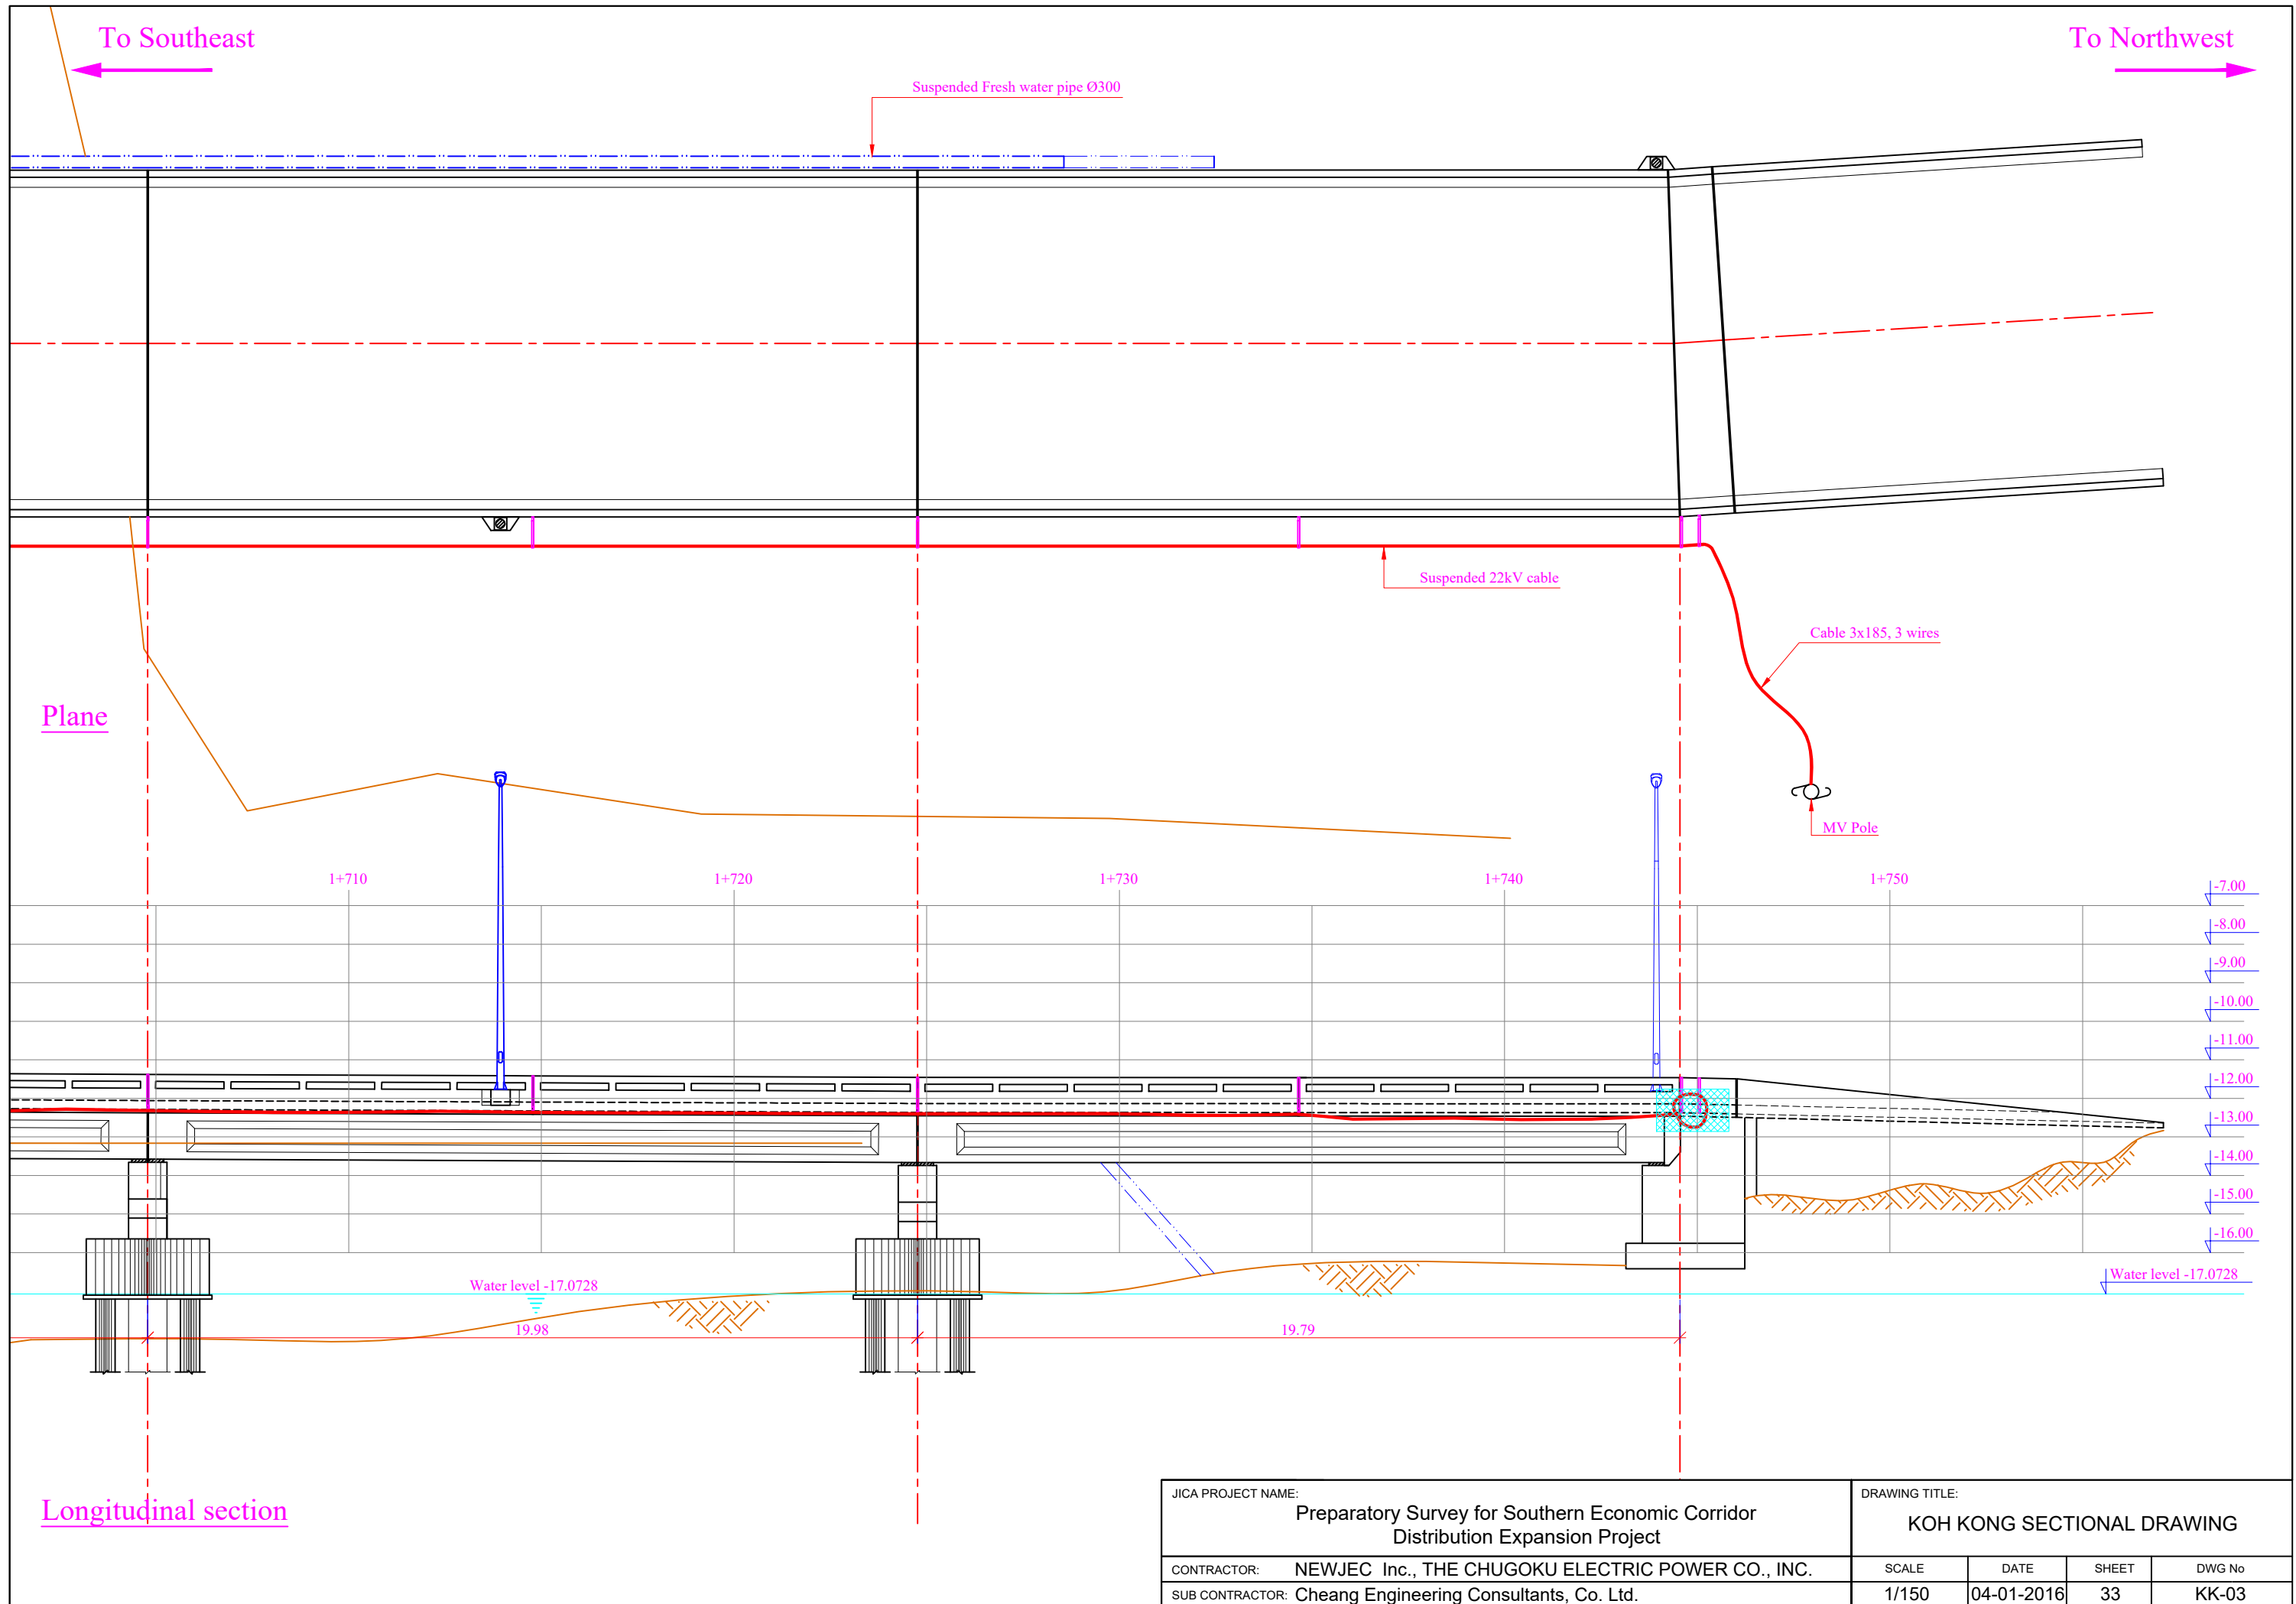 To Southeast
To Northwest
Suspended Fresh water pipe Ø300
Suspended 22kV cable
Cable 3x185, 3 wires
Plane
MV Pole
1+710
1+720
1+730
1+740
1+750
-7.00
-8.00
-9.00
-10.00
-11.00
-12.00
-13.00
-14.00
-15.00
-16.00
Water level -17.0728
Water level -17.0728
19.98
19.79
Longitudinal section
JICA PROJECT NAME:
Preparatory Survey for Southern Economic Corridor
Distribution Expansion Project
DRAWING TITLE:
KOH KONG SECTIONAL DRAWING
CONTRACTOR: NEWJEC Inc., THE CHUGOKU ELECTRIC POWER CO., INC.
SUB CONTRACTOR: Cheang Engineering Consultants, Co. Ltd.
SCALE DATE SHEET DWG No
1/150 04-01-2016 33 KK-03